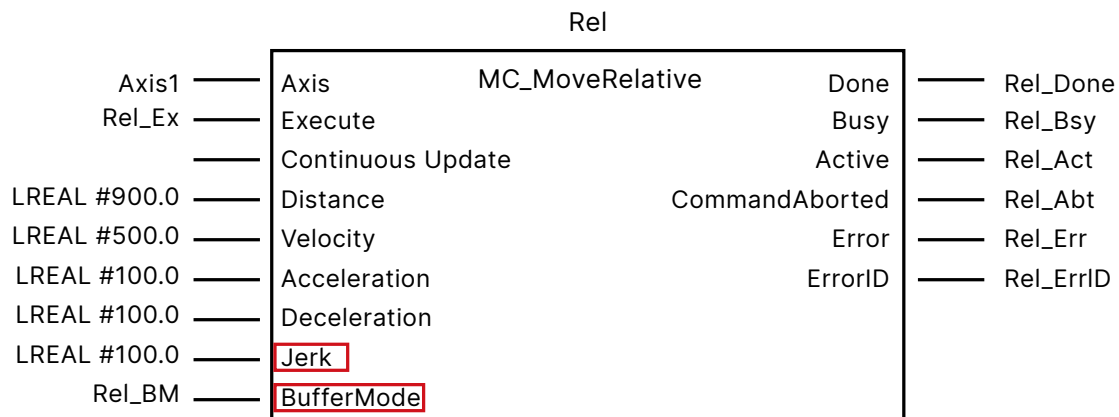 Rel
Axis1 Axis MC_MoveRelative Done Rel_Done
Rel_Ex Execute Busy Rel_Bsy
Continuous Update Active Rel_Act
LREAL #900.0 Distance CommandAborted Rel_Abt
LREAL #500.0 Velocity Error Rel_Err
LREAL #100.0 Acceleration ErrorID Rel_ErrID
LREAL #100.0 Deceleration
LREAL #100.0 Jerk
Rel_BM BufferMode